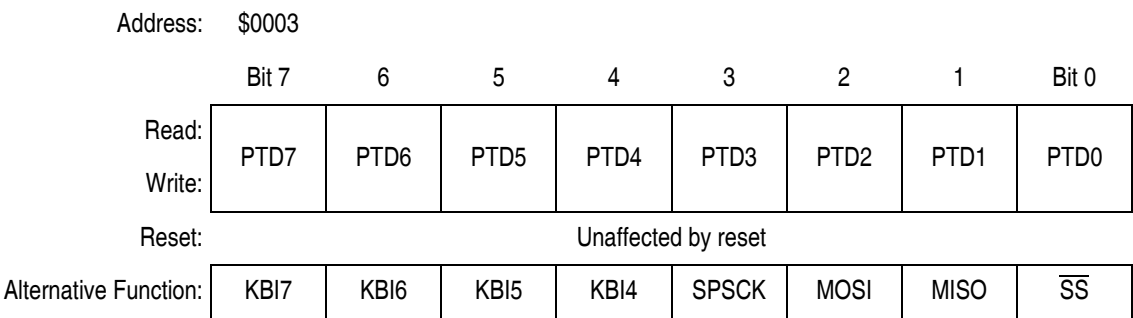 Address: $0003
Bit 7 6 5 4 3 2 1 Bit 0
Read:
PTD7 PTD6 PTD5 PTD4 PTD3 PTD2 PTD1 PTD0
Write:
Reset: Unaffected by reset
Alternative Function: KBI7 KBI6 KBI5 KBI4 SPSCK MOSI MISO S̅S̅